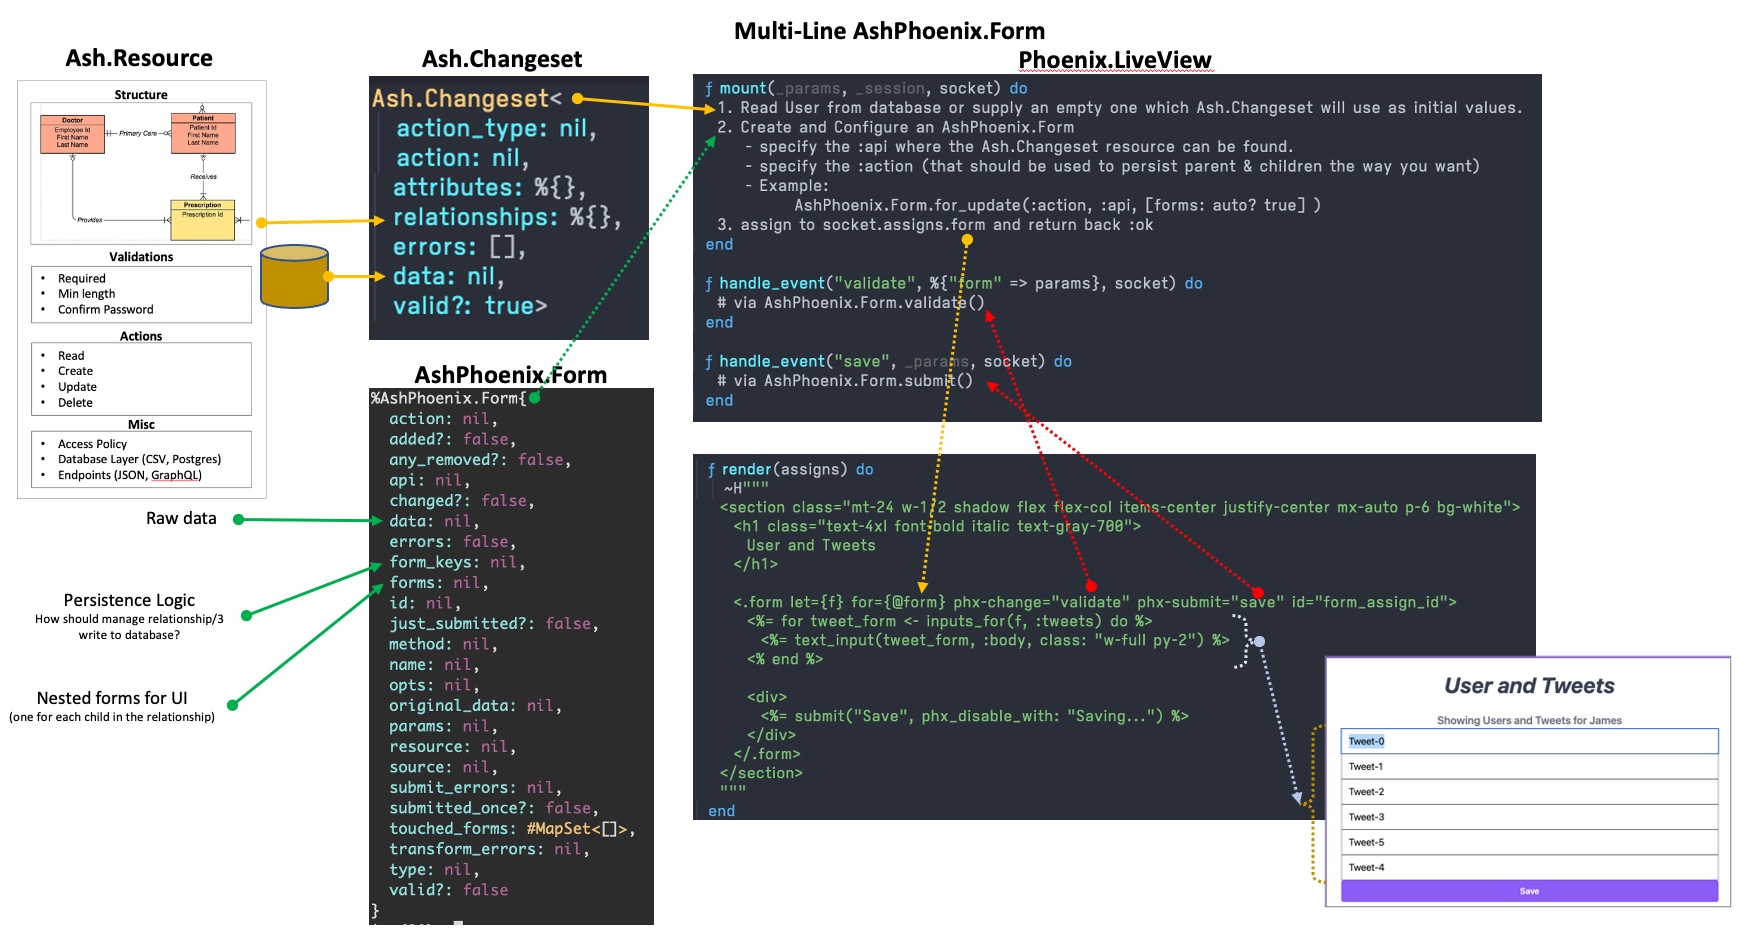 Multi-Line AshPhoenix.Form
Ash.Resource
Structure
Doctor
Employee Id
First Name
Last Name
Primary Care
Patient
Patient Id
First Name
Last Name
Receives
Prescription
Prescription Id
Provides
Validations
• Required
• Min length
• Confirm Password
Actions
• Read
• Create
• Update
• Delete
Misc
• Access Policy
• Database Layer (CSV, Postgres)
• Endpoints (JSON, GraphQL)
Raw data
Persistence Logic
How should manage relationship/3
write to database?
Nested forms for UI
(one for each child in the relationship)
Ash.Changeset
Ash.Changeset<
action_type: nil,
action: nil,
attributes: %{},
relationships: %{},
errors: [],
data: nil,
valid?: true>
AshPhoenix.Form
%AshPhoenix.Form{
action: nil,
added?: false,
any_removed?: false,
api: nil,
changed?: false,
data: nil,
errors: false,
form_keys: nil,
forms: nil,
id: nil,
just_submitted?: false,
method: nil,
name: nil,
opts: nil,
original_data: nil,
params: nil,
resource: nil,
source: nil,
submit_errors: nil,
submitted_once?: false,
touched_forms: #MapSet<[]>,
transform_errors: nil,
type: nil,
valid?: false
}
Phoenix.LiveView
ƒ mount(_params, _session, socket) do
1. Read User from database or supply an empty one which Ash.Changeset will use as initial values.
2. Create and Configure an AshPhoenix.Form
- specify the :api where the Ash.Changeset resource can be found.
- specify the :action (that should be used to persist parent & children the way you want)
- Example:
AshPhoenix.Form.for_update(:action, :api, [forms: auto? true] )
3. assign to socket.assigns.form and return back :ok
end
ƒ handle_event("validate", %{"form" => params}, socket) do
# via AshPhoenix.Form.validate()
end
ƒ handle_event("save", _params, socket) do
# via AshPhoenix.Form.submit()
end
ƒ render(assigns) do
~H"""
<section class="mt-24 w-1/2 shadow flex flex-col items-center justify-center mx-auto p-6 bg-white">
<h1 class="text-4xl font-bold italic text-gray-700">
User and Tweets
</h1>
<.form let={f} for={@form} phx-change="validate" phx-submit="save" id="form_assign_id">
<%= for tweet_form <- inputs_for(f, :tweets) do %>
<%= text_input(tweet_form, :body, class: "w-full py-2") %>
<% end %>
<div>
<%= submit("Save", phx_disable_with: "Saving...") %>
</div>
</.form>
</section>
"""
end
User and Tweets
Showing Users and Tweets for James
Tweet-0
Tweet-1
Tweet-2
Tweet-3
Tweet-5
Tweet-4
Save